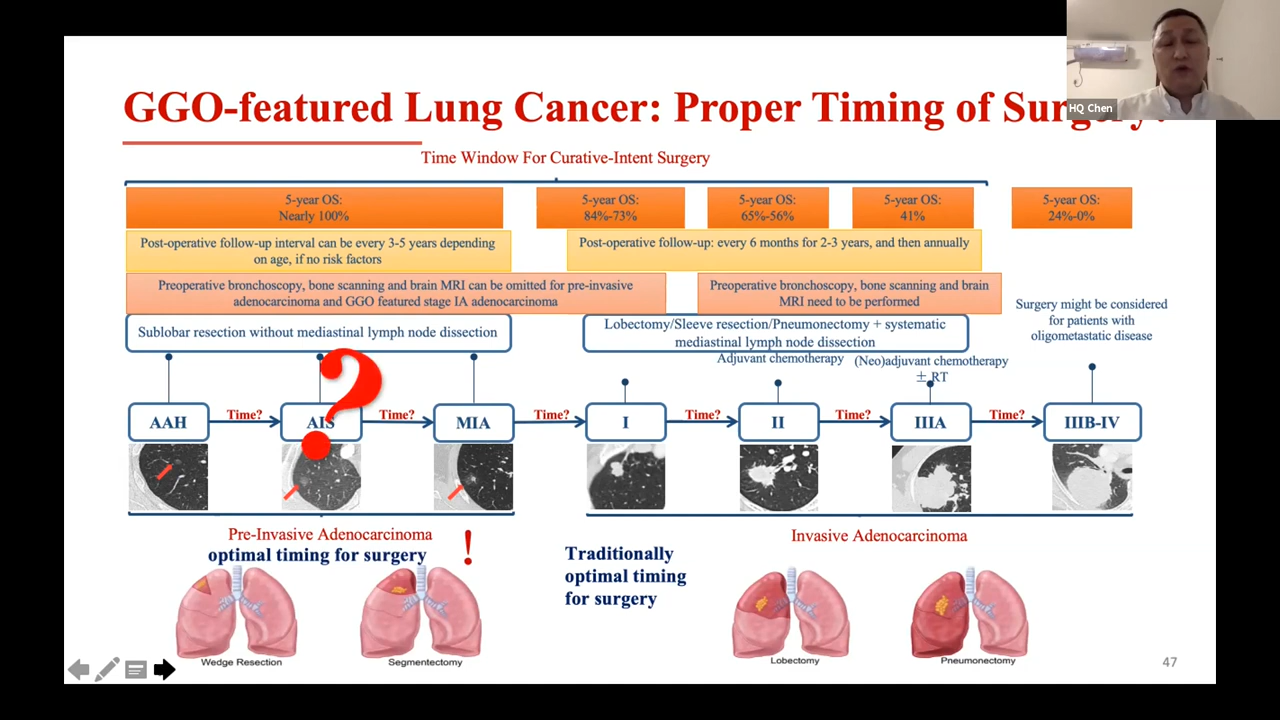 HQ Chen
GGO-featured Lung Cancer: Proper Timing of Surgery?
Time Window For Curative-Intent Surgery
5-year OS:
Nearly 100%
5-year OS:
84%-73%
5-year OS:
65%-56%
5-year OS:
41%
5-year OS:
24%-0%
Post-operative follow-up interval can be every 3-5 years depending
on age, if no risk factors
Post-operative follow-up: every 6 months for 2-3 years, and then annually
Preoperative bronchoscopy, bone scanning and brain MRI can be omitted for pre-invasive
adenocarcinoma and GGO featured stage IA adenocarcinoma
Preoperative bronchoscopy, bone scanning and brain
MRI need to be performed
Surgery might be considered
for patients with
oligometastatic disease
Sublobar resection without mediastinal lymph node dissection
Lobectomy/Sleeve resection/Pneumonectomy + systematic
mediastinal lymph node dissection
Adjuvant chemotherapy
(Neo)adjuvant chemotherapy
± RT
?
AAH
Time?
AIS
Time?
MIA
Time?
I
Time?
II
Time?
IIIA
Time?
IIIB-IV
Pre-Invasive Adenocarcinoma
optimal timing for surgery
!
Traditionally
optimal timing
for surgery
Invasive Adenocarcinoma
Wedge Resection
Segmentectomy
Lobectomy
Pneumonectomy
47